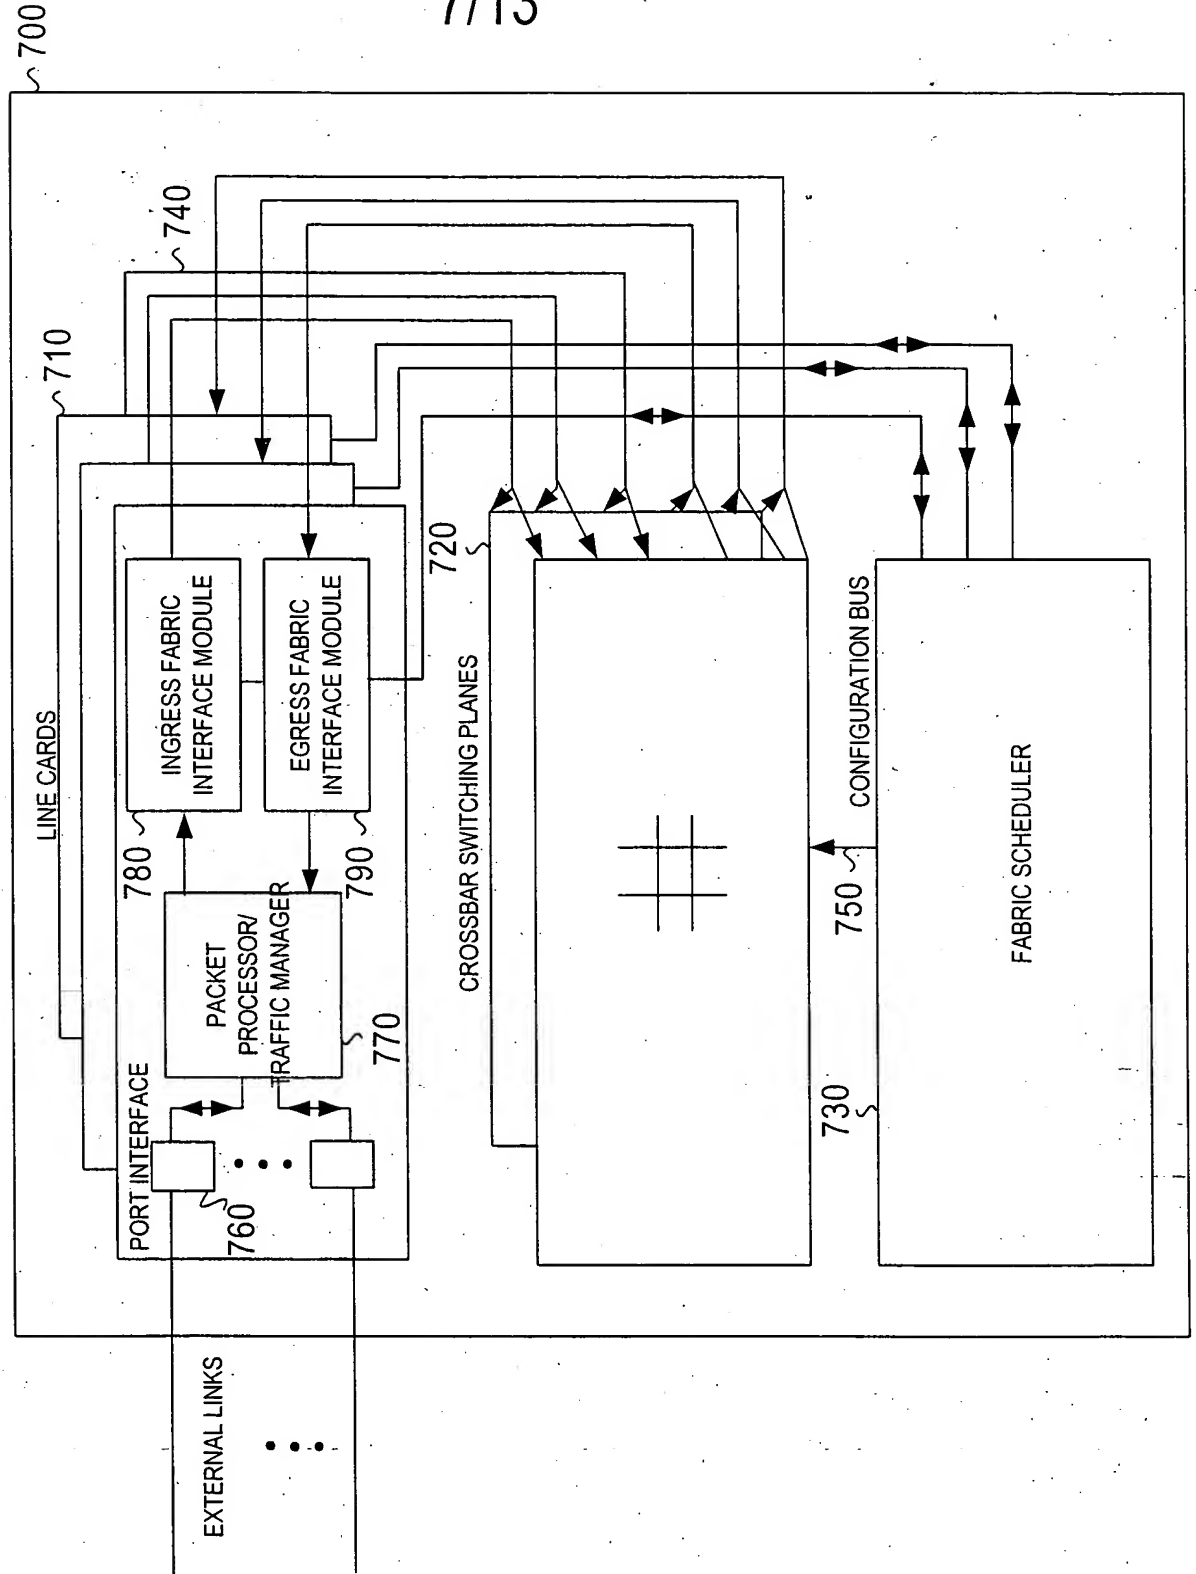 7/13
700
710
740
LINE CARDS
INGRESS FABRIC
INTERFACE MODULE
780
EGRESS FABRIC
INTERFACE MODULE
790
PACKET
PROCESSOR/
TRAFFIC MANAGER
770
PORT INTERFACE
760
EXTERNAL LINKS
720
CROSSBAR SWITCHING PLANES
CONFIGURATION BUS
750
FABRIC SCHEDULER
730